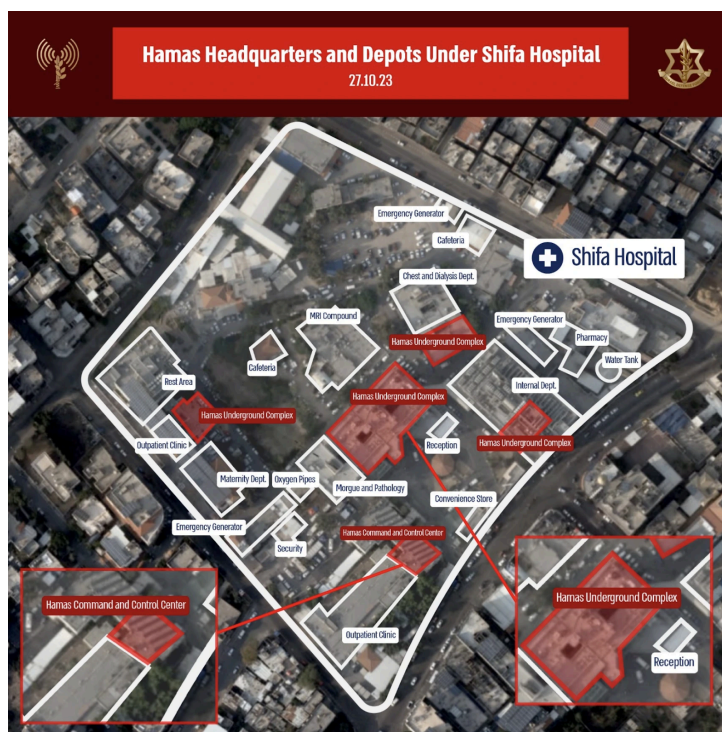 Hamas Headquarters and Depots Under Shifa Hospital
27.10.23
Emergency Generator
Cafeteria
Shifa Hospital
Chest and Dialysis Dept.
MRI Compound
Emergency Generator
Pharmacy
Hamas Underground Complex
Water Tank
Cafeteria
Rest Area
Internal Dept.
Hamas Underground Complex
Hamas Underground Complex
Outpatient Clinic
Reception
Hamas Underground Complex
Maternity Dept.
Oxygen Pipes
Morgue and Pathology
Convenience Store
Emergency Generator
Security
Hamas Command and Control Center
Hamas Command and Control Center
Hamas Underground Complex
Outpatient Clinic
Reception